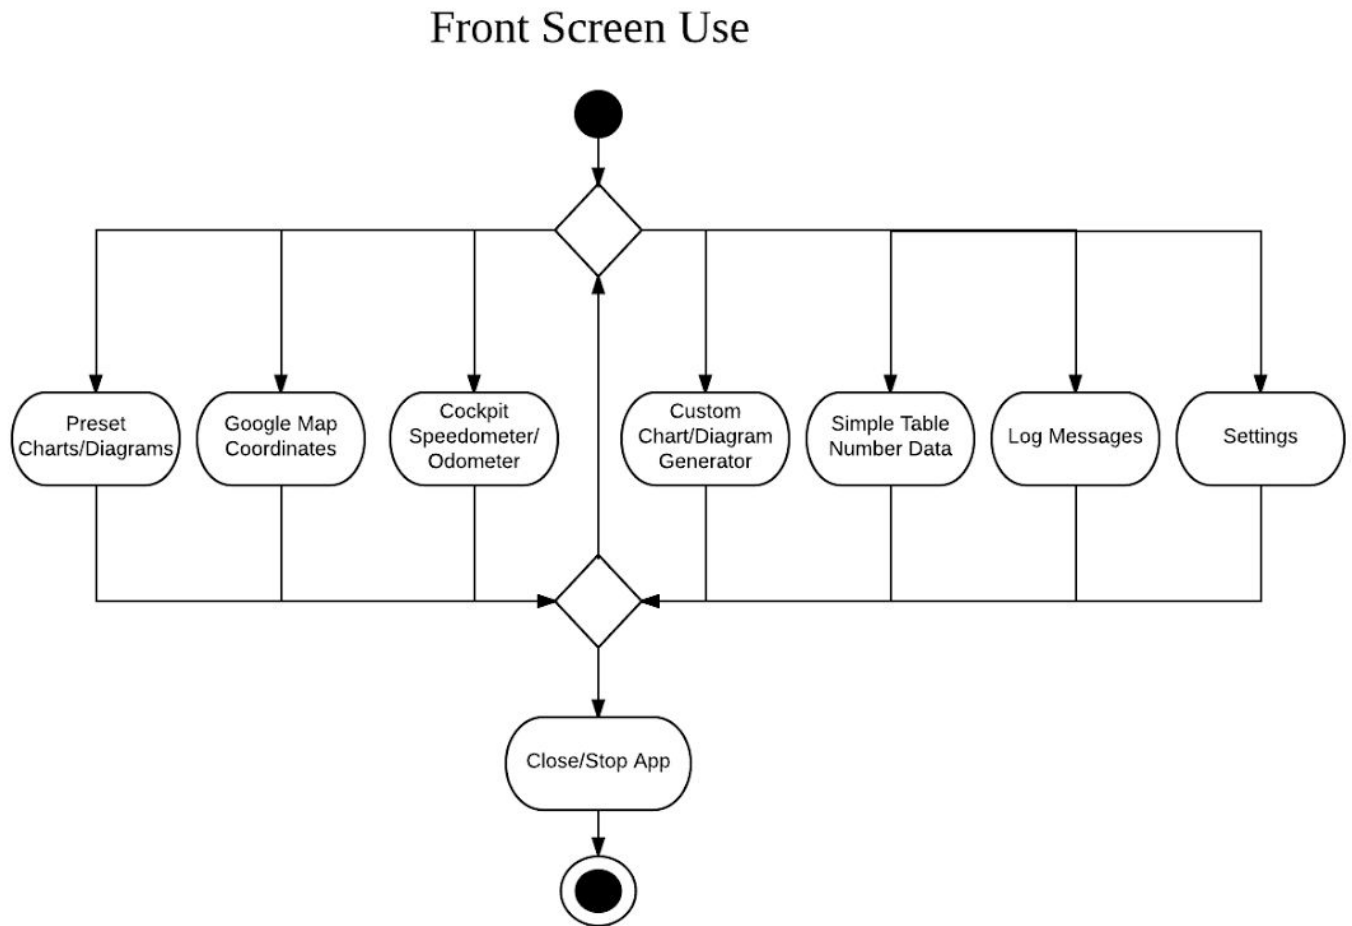 Front Screen Use
Preset
Charts/Diagrams
Google Map
Coordinates
Cockpit
Speedometer/
Odometer
Custom
Chart/Diagram
Generator
Simple Table
Number Data
Log Messages
Settings
Close/Stop App